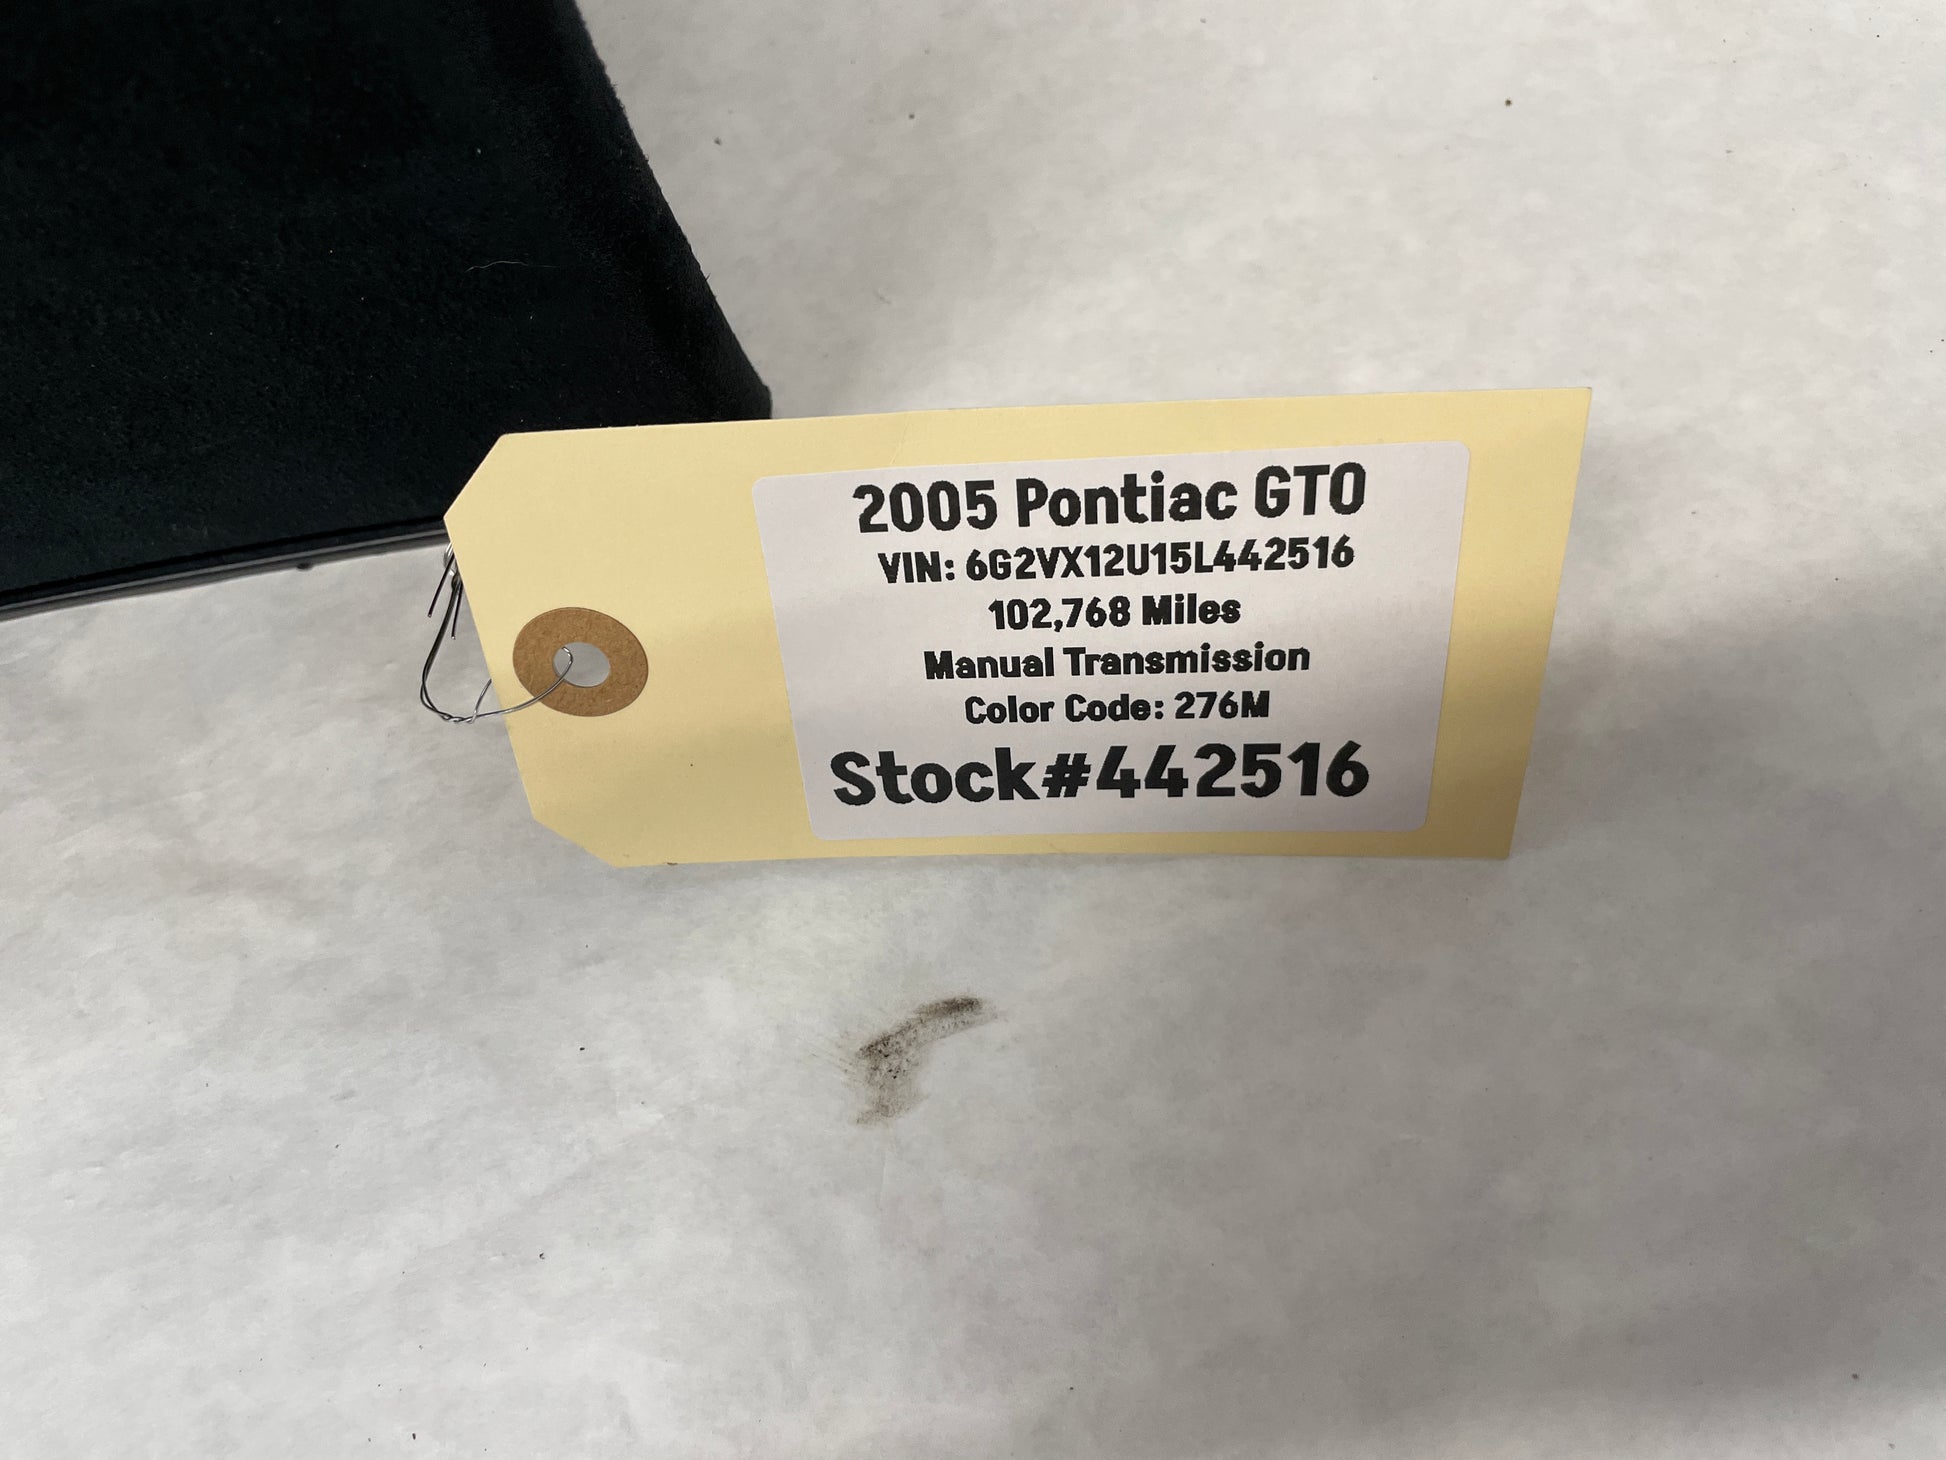 2005 Pontiac GTO
VIN: 6G2VX12U15L442516
102,768 Miles
Manual Transmission
Color Code: 276M
Stock#442516